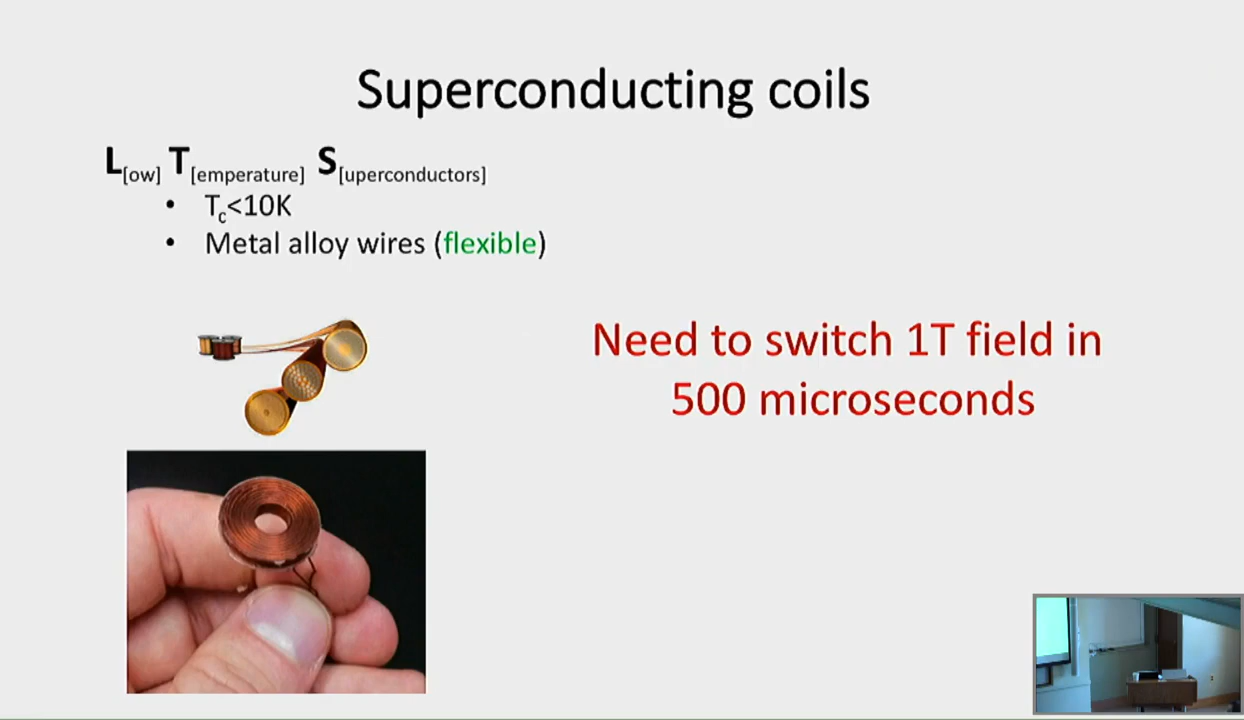 Superconducting coils
L[ow] T[emperature] S[uperconductors]
• Tc<10K
• Metal alloy wires (flexible)
Need to switch 1T field in
500 microseconds